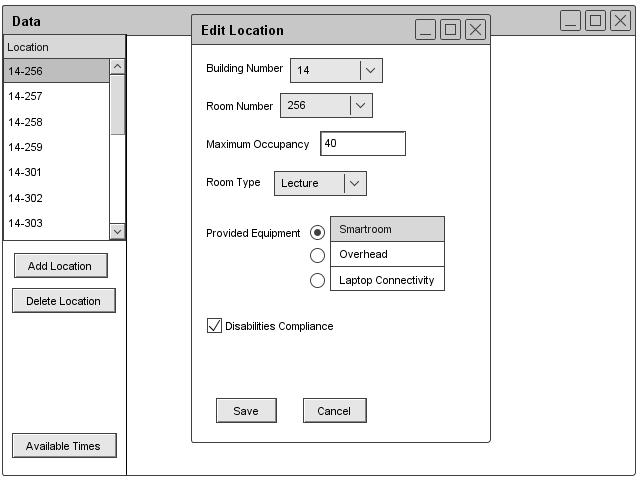 Data
Location
14-256
14-257
14-258
14-259
14-301
14-302
14-303
Add Location
Delete Location
Available Times
Edit Location
Building Number 14
Room Number 256
Maximum Occupancy 40
Room Type Lecture
Provided Equipment Smartroom
Overhead
Laptop Connectivity
Disabilities Compliance
Save Cancel